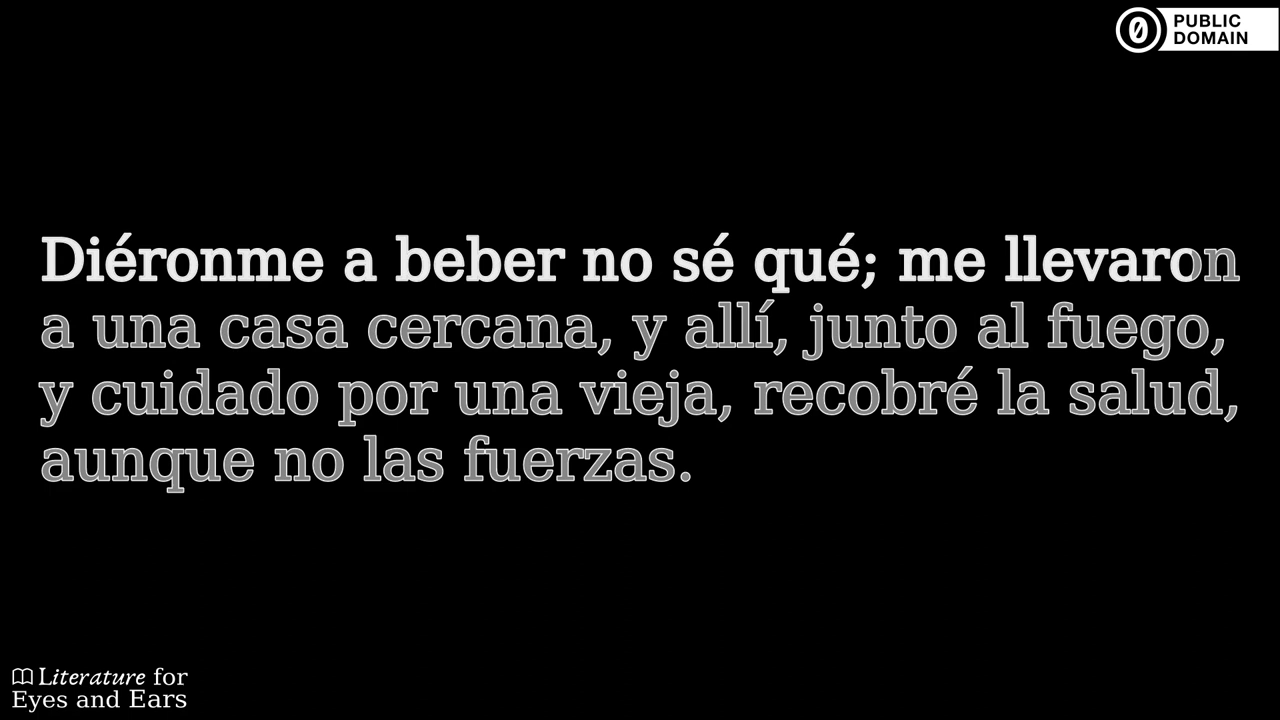 PUBLIC
DOMAIN
Diéronme a beber no sé qué; me llevaron
a una casa cercana, y allí, junto al fuego,
y cuidado por una vieja, recobré la salud,
aunque no las fuerzas.
Literature for
Eyes and Ears